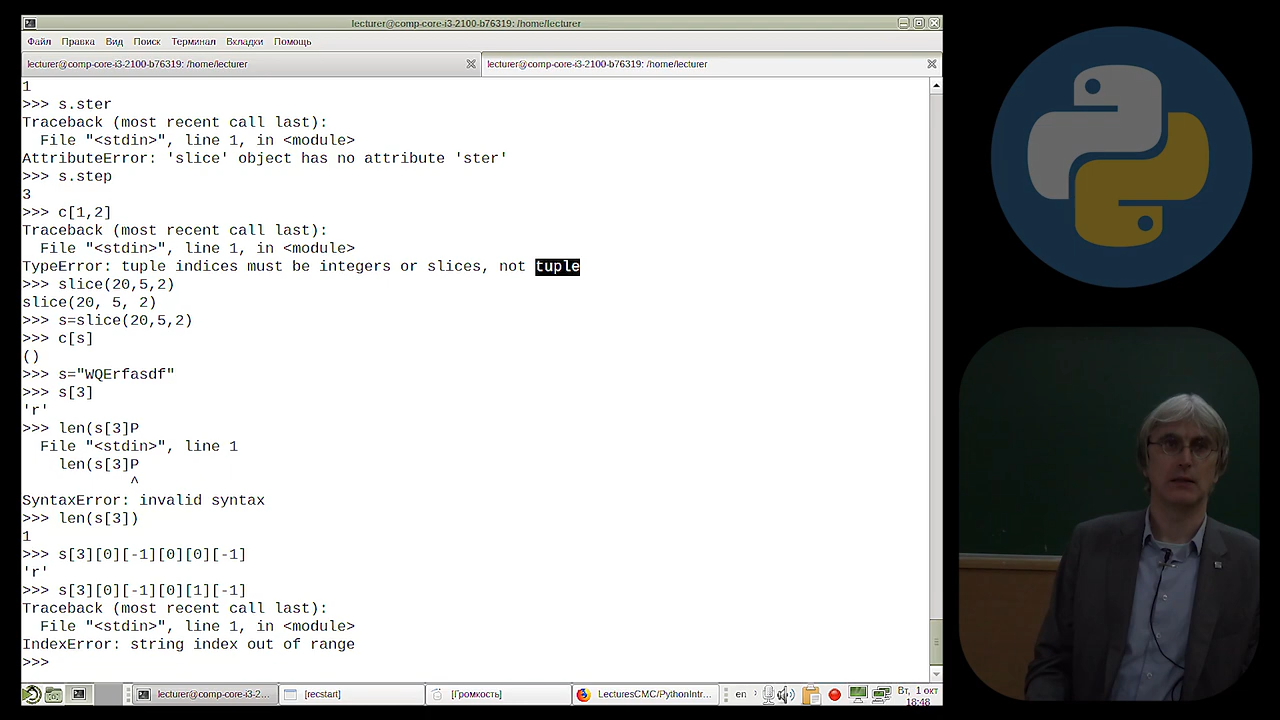 lecturer@comp-core-i3-2100-b76319: /home/lecturer
Файл Правка Вид Поиск Терминал Вкладки Помощь
lecturer@comp-core-i3-2100-b76319: /home/lecturer lecturer@comp-core-i3-2100-b76319: /home/lecturer
1
>>> s.ster
Traceback (most recent call last):
  File "<stdin>", line 1, in <module>
AttributeError: 'slice' object has no attribute 'ster'
>>> s.step
3
>>> c[1,2]
Traceback (most recent call last):
  File "<stdin>", line 1, in <module>
TypeError: tuple indices must be integers or slices, not tuple
>>> slice(20,5,2)
slice(20, 5, 2)
>>> s=slice(20,5,2)
>>> c[s]
()
>>> s="WQErfasdf"
>>> s[3]
'r'
>>> len(s[3]P
  File "<stdin>", line 1
    len(s[3]P
            ^
SyntaxError: invalid syntax
>>> len(s[3])
1
>>> s[3][0][-1][0][0][-1]
'r'
>>> s[3][0][-1][0][1][-1]
Traceback (most recent call last):
  File "<stdin>", line 1, in <module>
IndexError: string index out of range
>>>
lecturer@comp-core-i3-2... [recstart] [Громкость] LecturesCMC/PythonIntr... en Вт, 1 окт
18:48